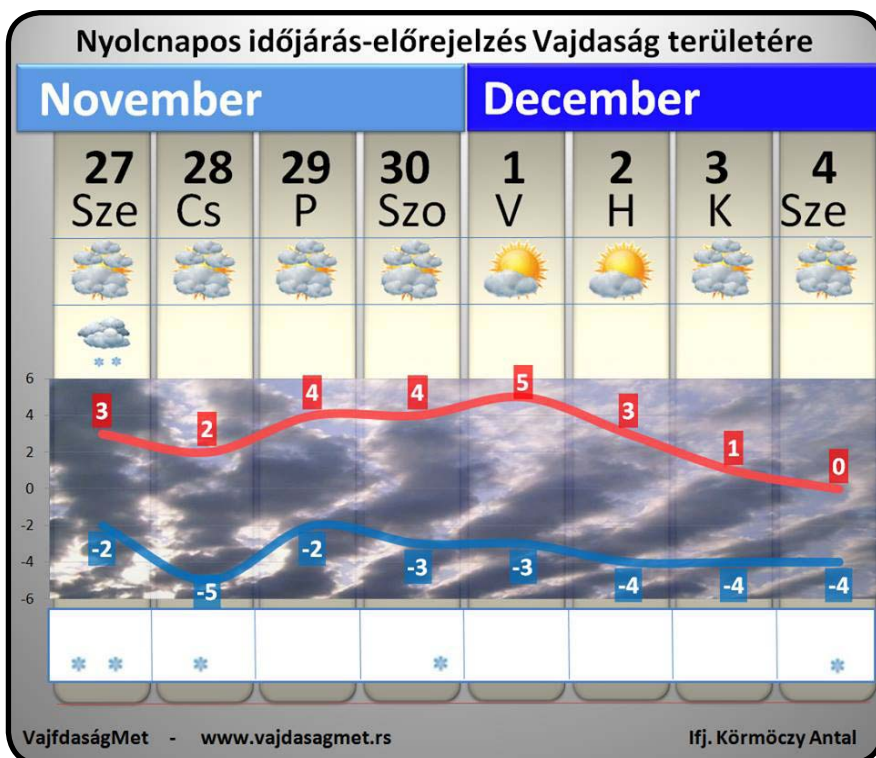 Nyolcnapos időjárás-előrejelzés Vajdaság területére
November December
27 28 29 30 1 2 3 4
Sze Cs P Szo V H K Sze
6
4
2
0
-2
-4
-6
3 2 4 4 5 3 1 0
-2 -5 -2 -3 -3 -4 -4 -4
VajfdaságMet - www.vajdasagmet.rs Ifj. Körmöczy Antal